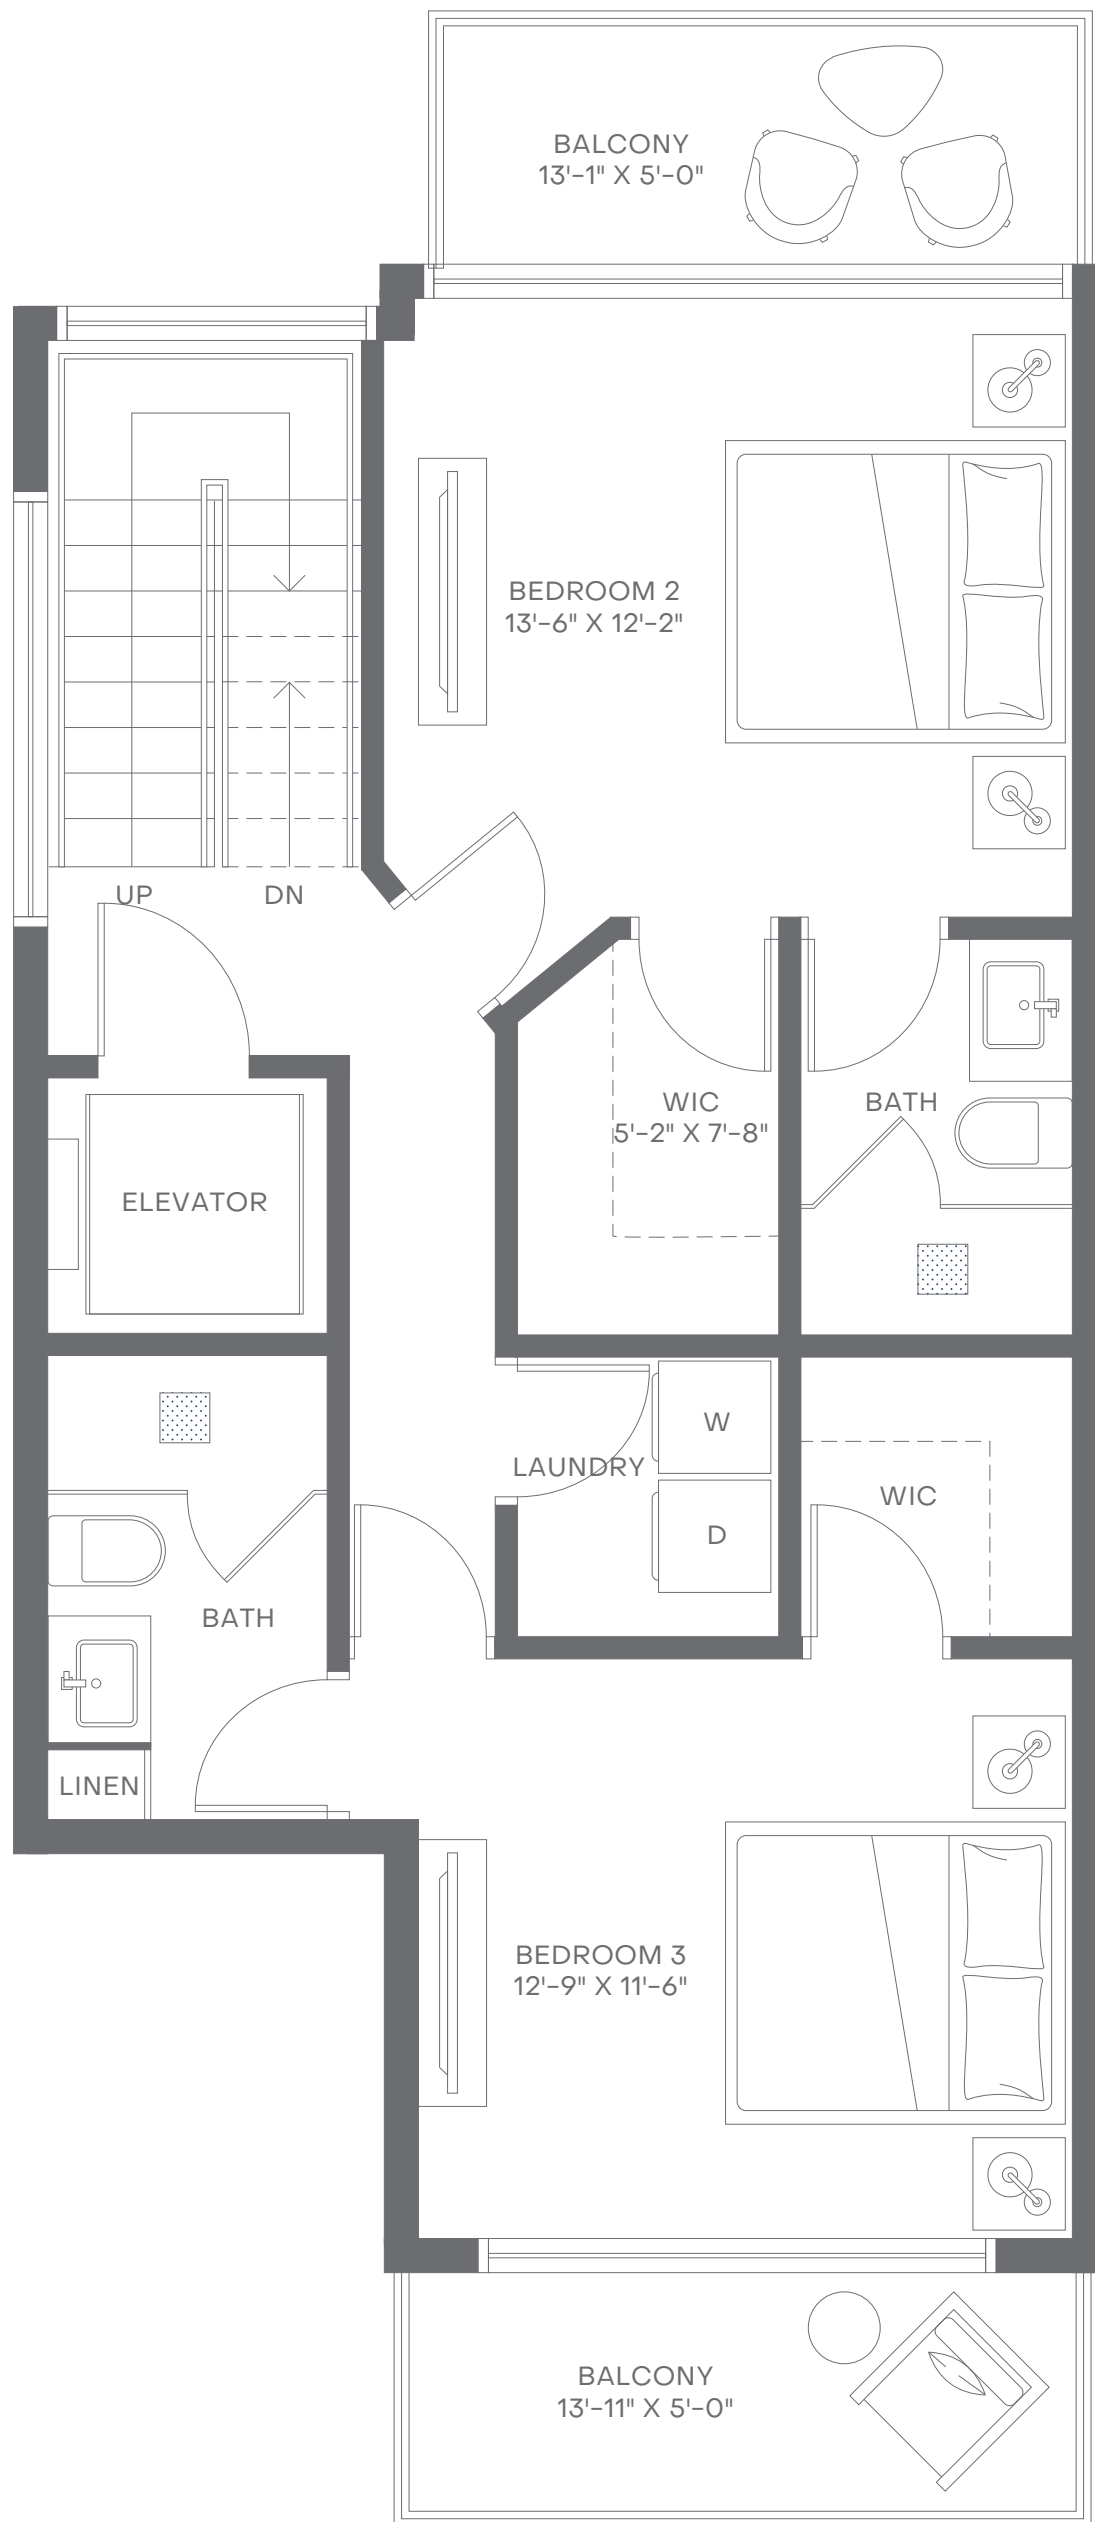 BALCONY
13'-1" X 5'-0"
BEDROOM 2
13'-6" X 12'-2"
UP
DN
WIC
5'-2" X 7'-8"
BATH
ELEVATOR
W
LAUNDRY
WIC
D
BATH
LINEN
BEDROOM 3
12'-9" X 11'-6"
BALCONY
13'-11" X 5'-0"